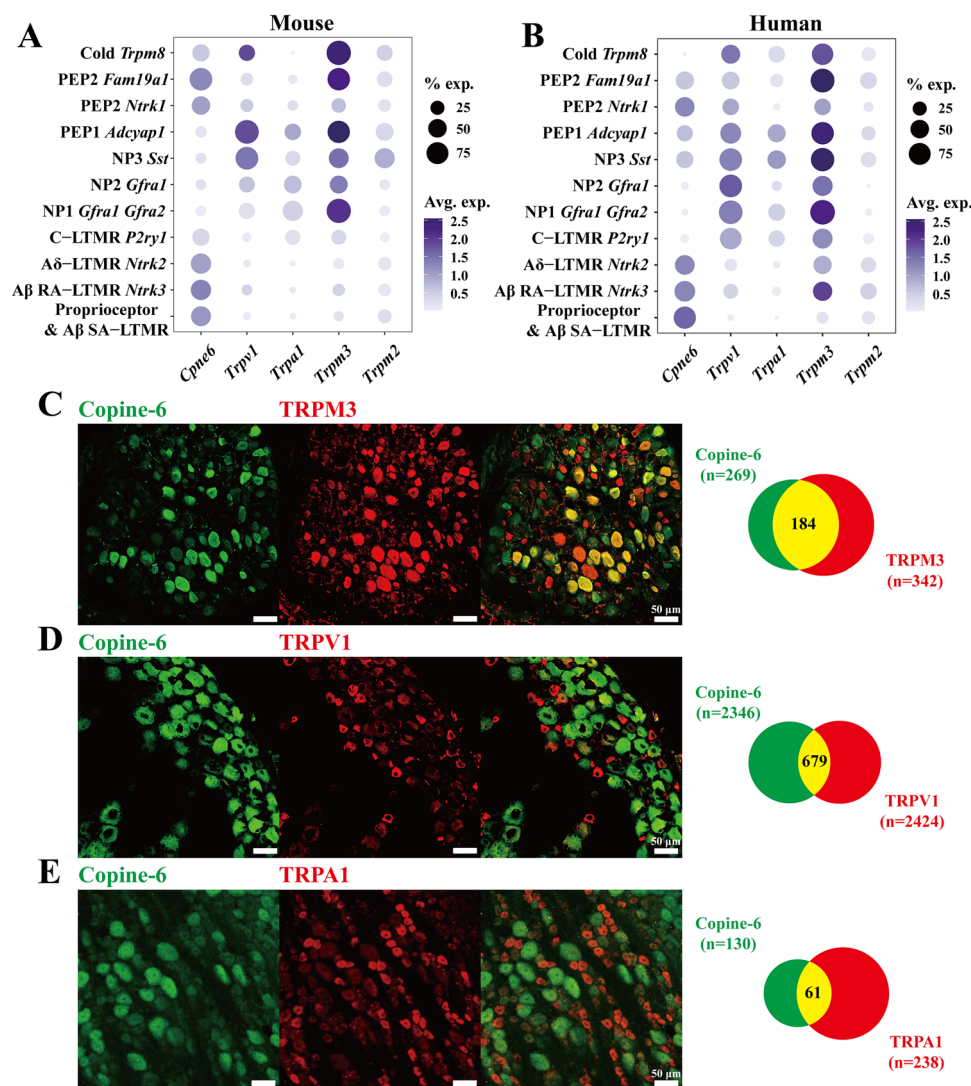 A
Mouse
Cold Trpm8
PEP2 Fam19a1
PEP2 Ntrk1
PEP1 Adcyap1
NP3 Sst
NP2 Gfra1
NP1 Gfra1 Gfra2
C−LTMR P2ry1
Aδ−LTMR Ntrk2
Aβ RA−LTMR Ntrk3
Proprioceptor
& Aβ SA−LTMR
Cpne6
Trpv1
Trpa1
Trpm3
Trpm2
% exp.
25
50
75
Avg. exp.
2.5
2.0
1.5
1.0
0.5
B
Human
Cold Trpm8
PEP2 Fam19a1
PEP2 Ntrk1
PEP1 Adcyap1
NP3 Sst
NP2 Gfra1
NP1 Gfra1 Gfra2
C−LTMR P2ry1
Aδ−LTMR Ntrk2
Aβ RA−LTMR Ntrk3
Proprioceptor
& Aβ SA−LTMR
Cpne6
Trpv1
Trpa1
Trpm3
Trpm2
% exp.
25
50
75
Avg. exp.
2.5
2.0
1.5
1.0
0.5
C
Copine-6
TRPM3
50 μm
Copine-6
(n=269)
184
TRPM3
(n=342)
D
Copine-6
TRPV1
50 μm
Copine-6
(n=2346)
679
TRPV1
(n=2424)
E
Copine-6
TRPA1
50 μm
Copine-6
(n=130)
61
TRPA1
(n=238)